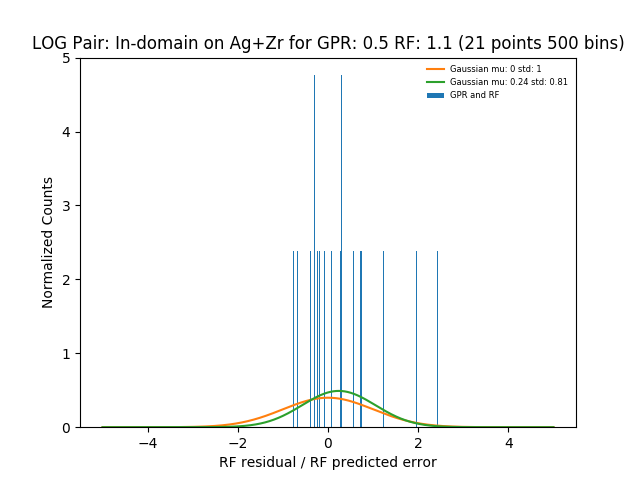 LOG Pair: In-domain on Ag+Zr for GPR: 0.5 RF: 1.1 (21 points 500 bins)
Gaussian mu: 0 std: 1
Gaussian mu: 0.24 std: 0.81
GPR and RF
Normalized Counts
5
4
3
2
1
0
−4 −2 0 2 4
RF residual / RF predicted error